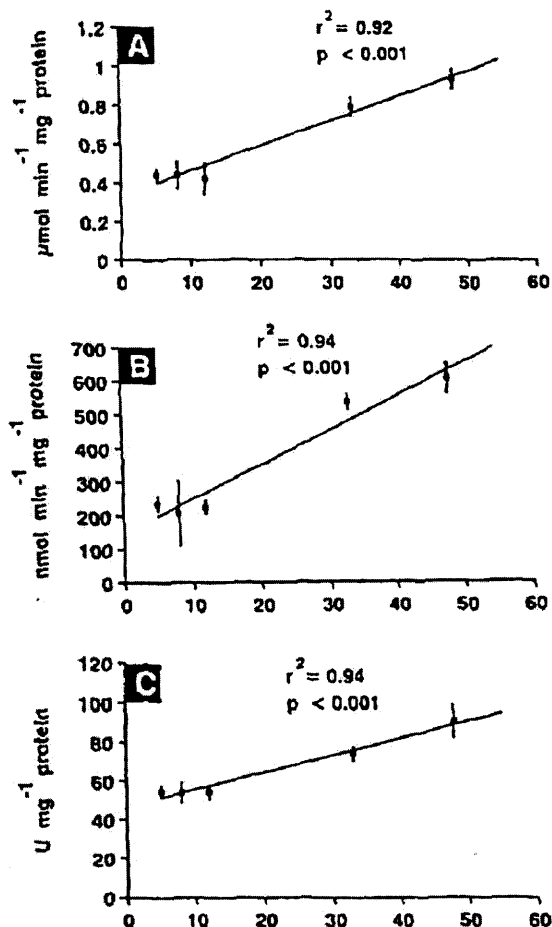 A
r² = 0.92
p < 0.001
µmol min⁻¹ mg⁻¹ protein
1.2
1
0.8
0.6
0.4
0.2
0
0 10 20 30 40 50 60
B
r² = 0.94
p < 0.001
nmol min⁻¹ mg⁻¹ protein
700
600
500
400
300
200
100
0
0 10 20 30 40 50 60
C
r² = 0.94
p < 0.001
U mg⁻¹ protein
120
100
80
60
40
20
0
0 10 20 30 40 50 60